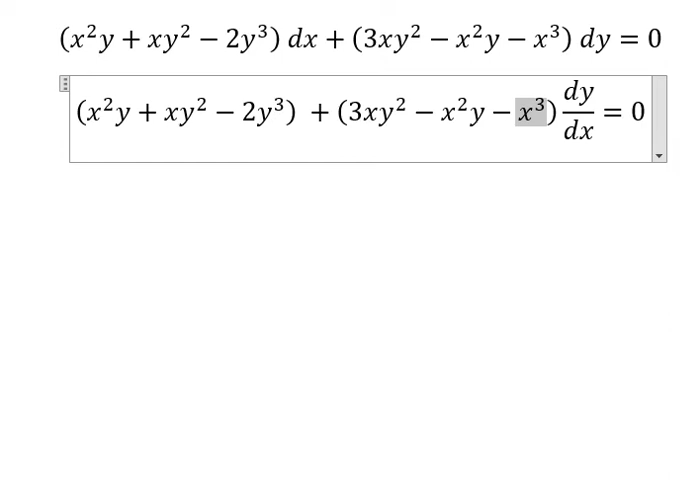 (x²y + xy² − 2y³) dx + (3xy² − x²y − x³) dy = 0
(x²y + xy² − 2y³) + (3xy² − x²y − x³) dy/dx = 0